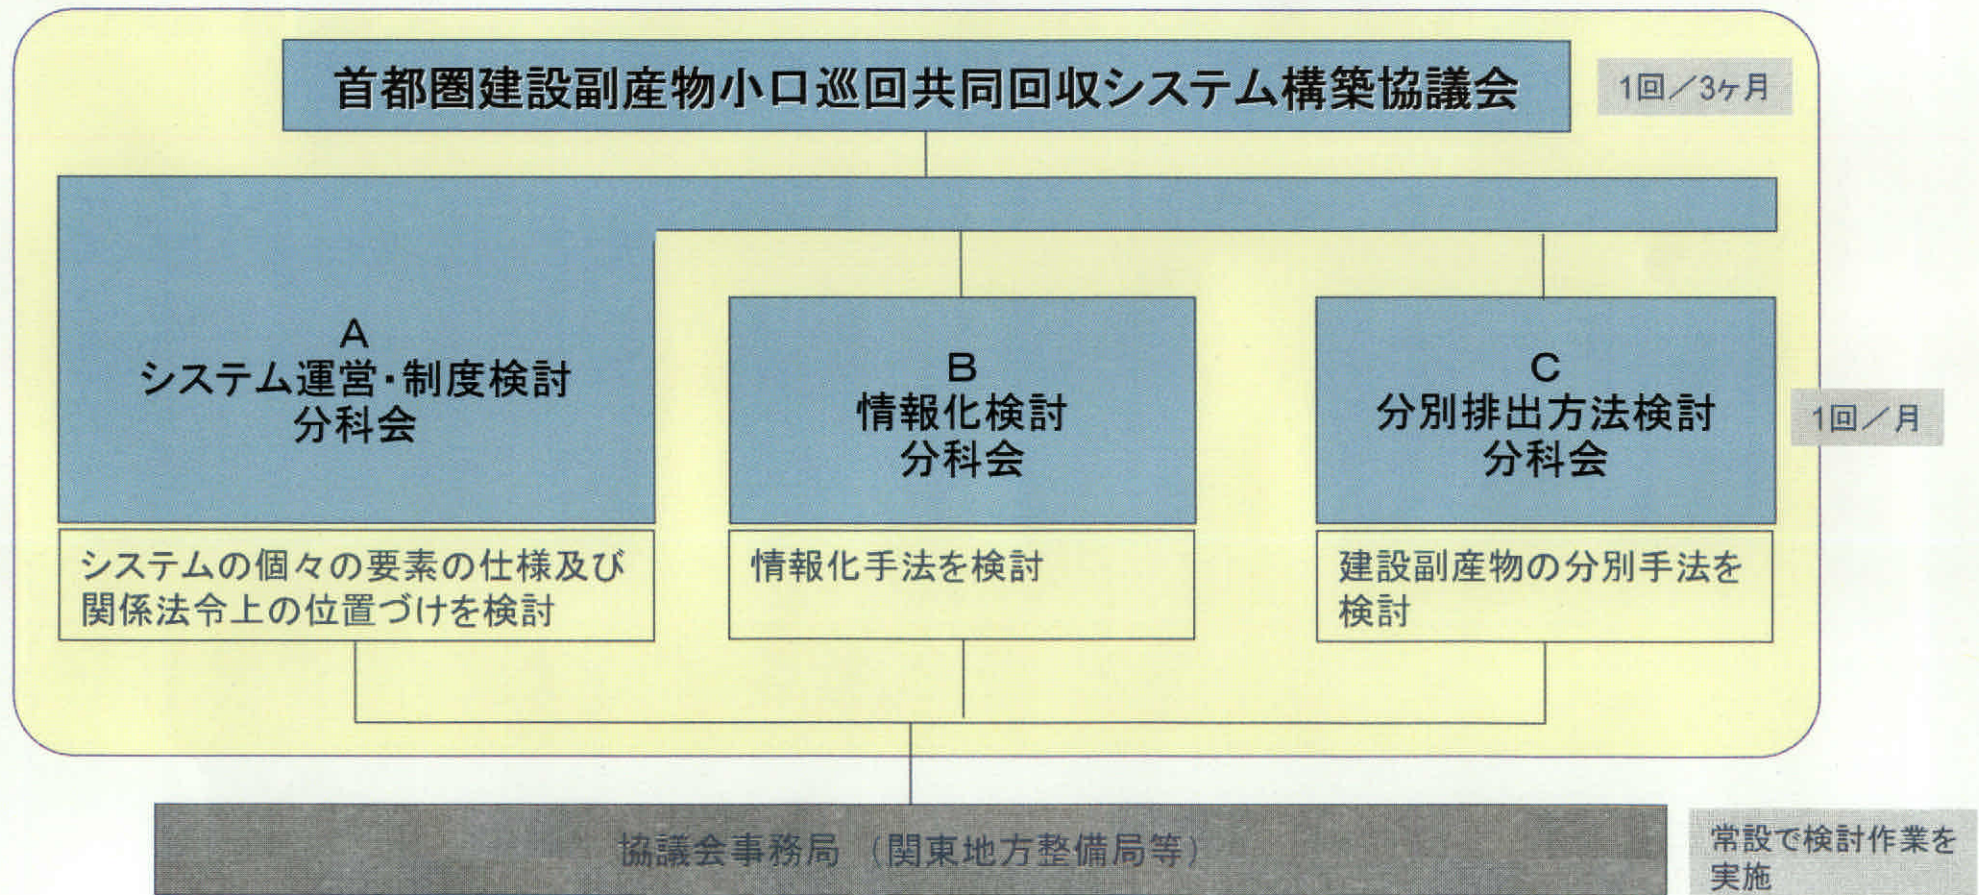 首都圏建設副産物小口巡回共同回収システム構築協議会
1回／3ヶ月
A
システム運営・制度検討
分科会
B
情報化検討
分科会
C
分別排出方法検討
分科会
1回／月
システムの個々の要素の仕様及び
関係法令上の位置づけを検討
情報化手法を検討
建設副産物の分別手法を
検討
協議会事務局 （関東地方整備局等）
常設で検討作業を
実施